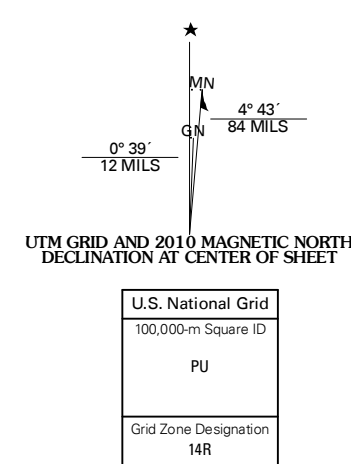 ★
MN
GN
4° 43´
84 MILS
0° 39´
12 MILS
UTM GRID AND 2010 MAGNETIC NORTH
DECLINATION AT CENTER OF SHEET
U.S. National Grid
100,000-m Square ID
PU
Grid Zone Designation
14R